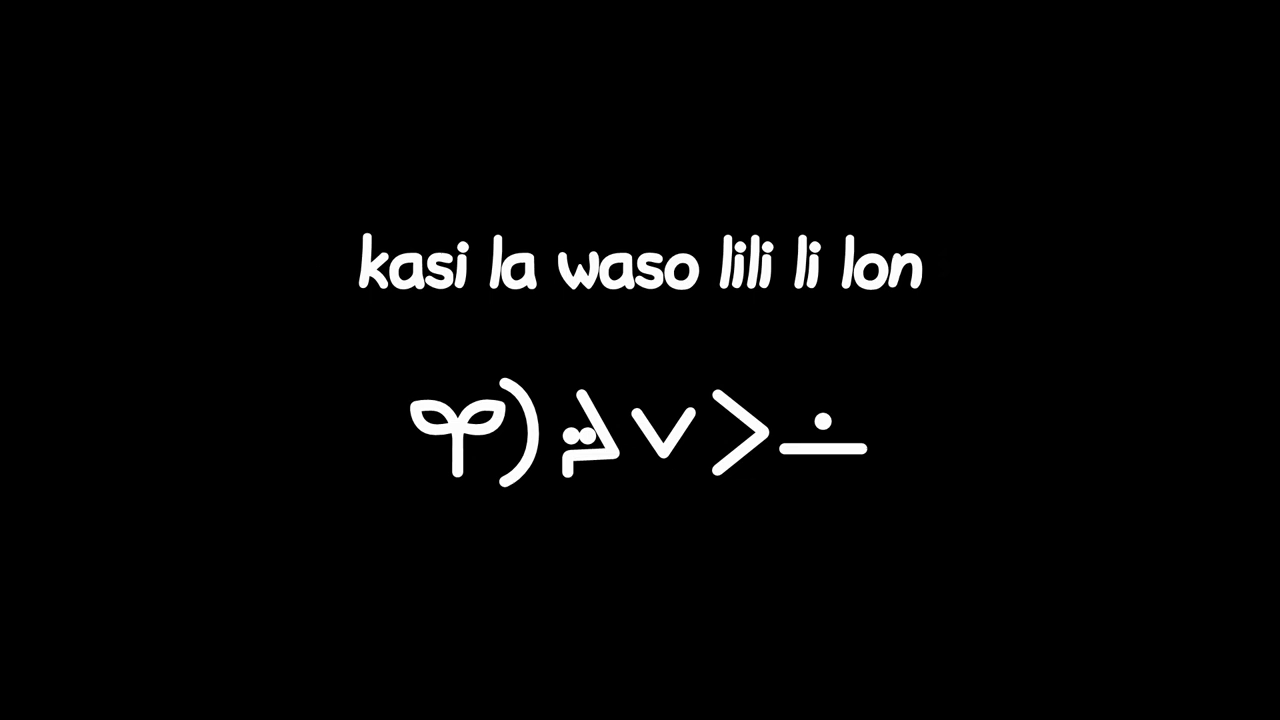 kasi la waso lili li lon
󱤗󱤡󱥴󱤨󱤧󱤬